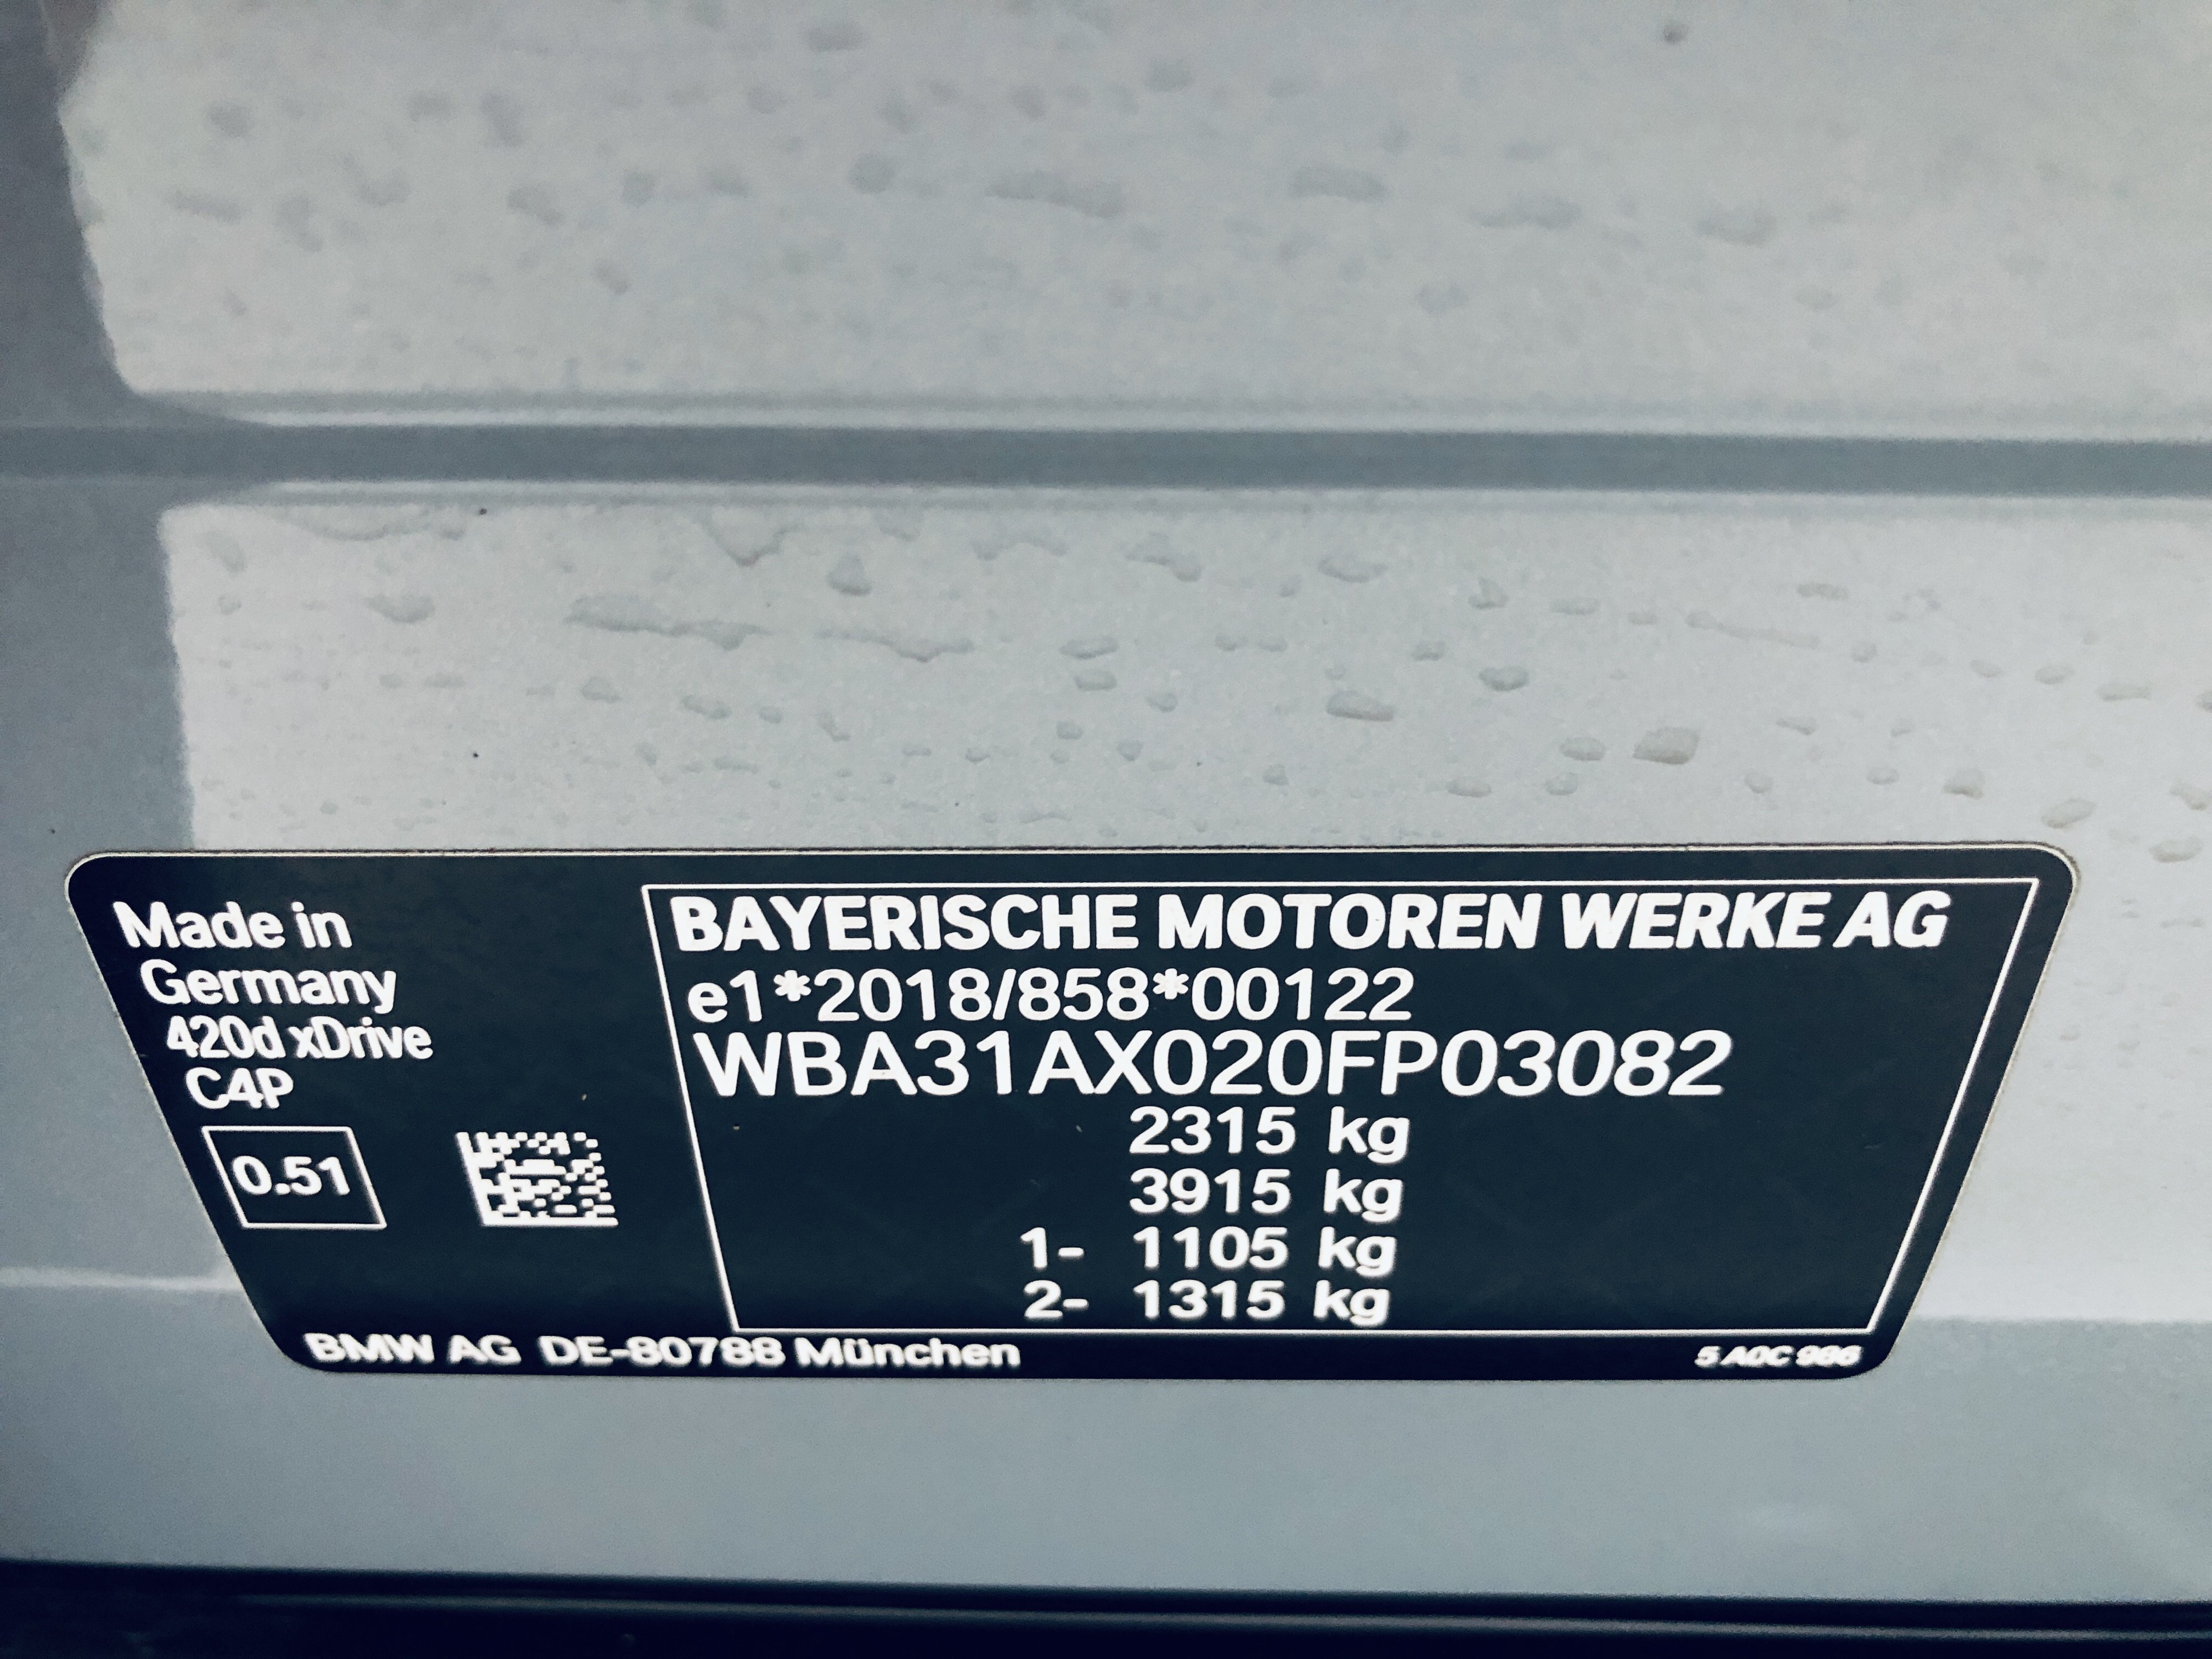 Made in
Germany
420d xDrive
C4P
0.51
BAYERISCHE MOTOREN WERKE AG
e1*2018/858*00122
WBA31AX020FP03082
2315 kg
3915 kg
1- 1105 kg
2- 1315 kg
BMW AG DE-80788 München
5 A0C 986